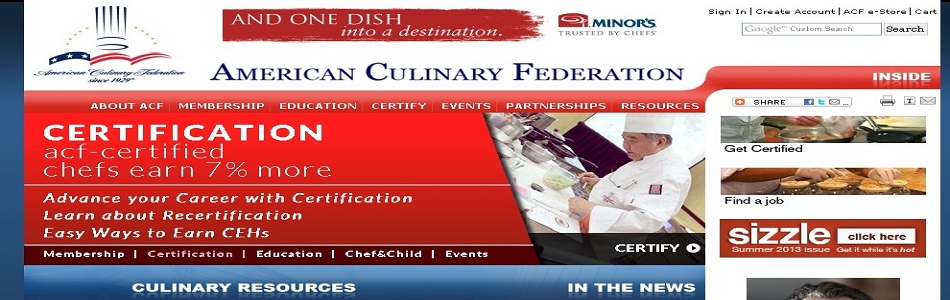 AND ONE DISH
into a destination.
MINOR'S
TRUSTED BY CHEFS
Sign In | Create Account | ACF e-Store | Cart
Google™ Custom Search
Search
American Culinary Federation
since 1929
AMERICAN CULINARY FEDERATION
INSIDE
ABOUT ACF MEMBERSHIP EDUCATION CERTIFY EVENTS PARTNERSHIPS RESOURCES
SHARE
CERTIFICATION
acf-certified
chefs earn 7% more
Advance your Career with Certification
Learn about Recertification
Easy Ways to Earn CEHs
CERTIFY
Membership | Certification | Education | Chef&Child | Events
Get Certified
Find a job
sizzle click here
Summer 2013 Issue Get it while it's hot
CULINARY RESOURCES
IN THE NEWS